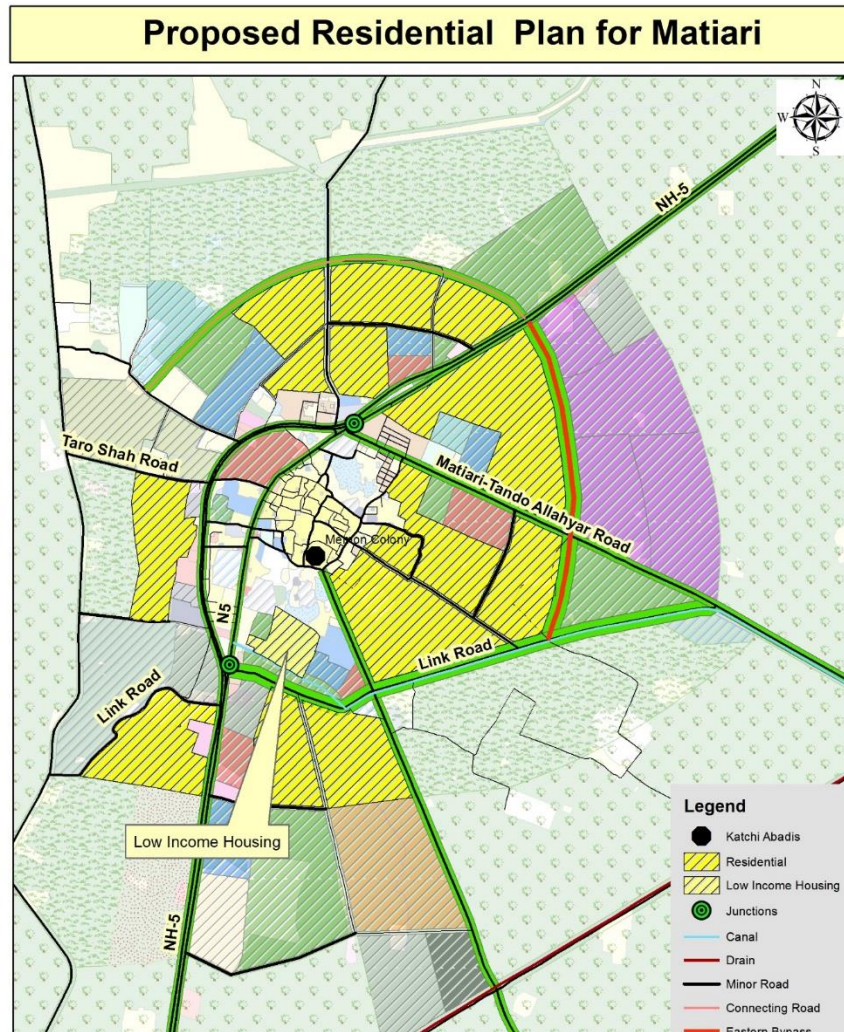 Proposed Residential Plan for Matiari
N
W
E
S
NH-5
Taro Shah Road
Matiari-Tando Allahyar Road
Memon Colony
N5
Link Road
Link Road
Low Income Housing
NH-5
Legend
Katchi Abadis
Residential
Low Income Housing
Junctions
Canal
Drain
Minor Road
Connecting Road
Eastern Bypass